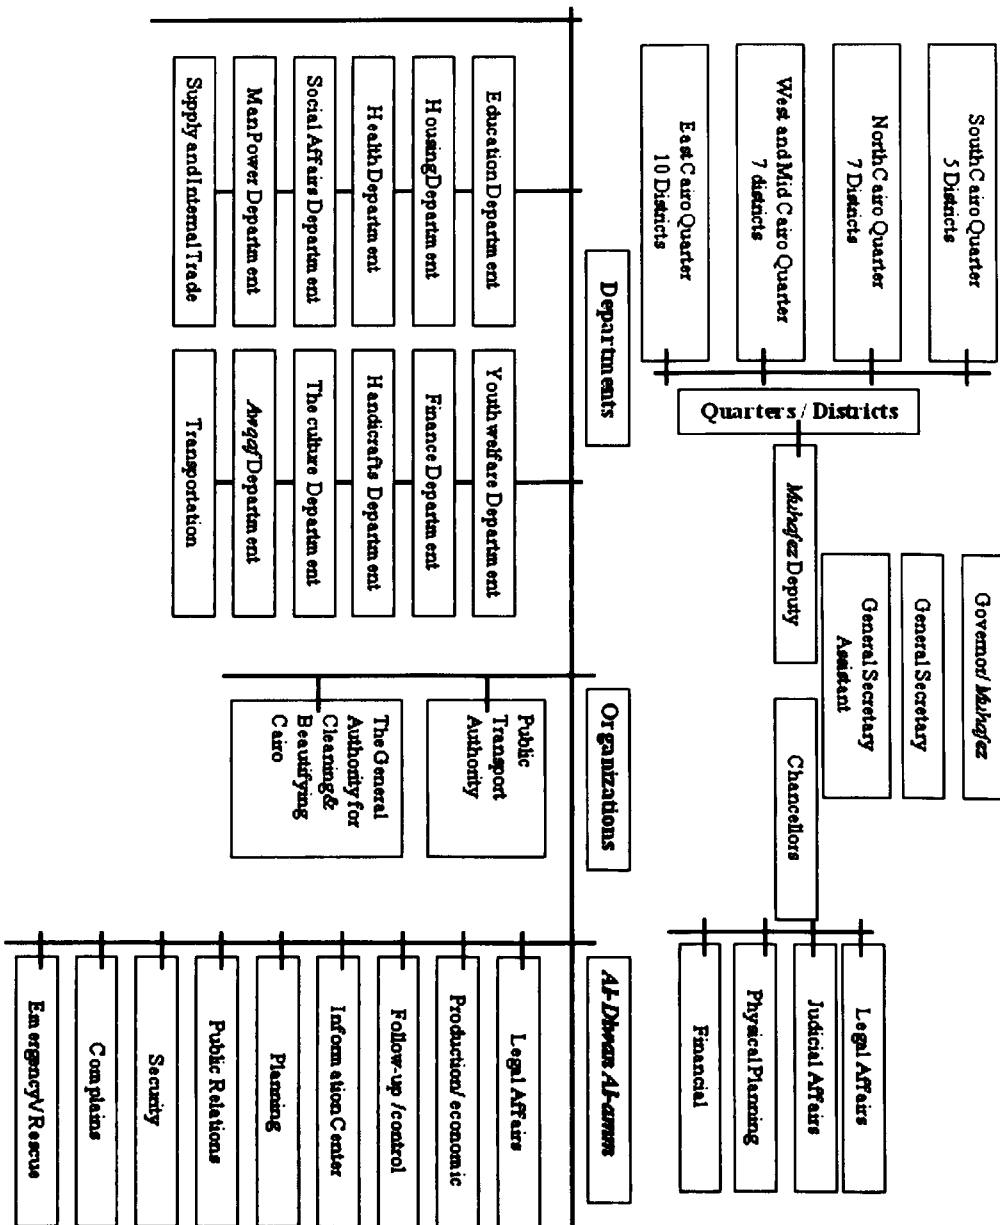 Governor/ Muhafez
General Secretary
General Secretary
Assistant
Muhafez Deputy
Chancellors
Quarters / Districts
South Cairo Quarter
5 Districts
North Cairo Quarter
7 Districts
West and Mid Cairo Quarter
7 districts
East Cairo Quarter
10 Districts
Legal Affairs
Judicial Affairs
Physical Planning
Financial
Departments
Education Department
Housing Department
Health Department
Social Affairs Department
Man Power Department
Supply and Internal Trade
Youth welfare Department
Finance Department
Handicrafts Department
The culture Department
Awqaf Department
Transportation
Organizations
Public
Transport
Authority
The General
Authority for
Cleaning &
Beautifying
Cairo
Al-Diwan Al-amm
Legal Affairs
Production/ economic
Follow-up /control
Information Center
Planning
Public Relations
Security
Complains
Emergency\/ Rescue